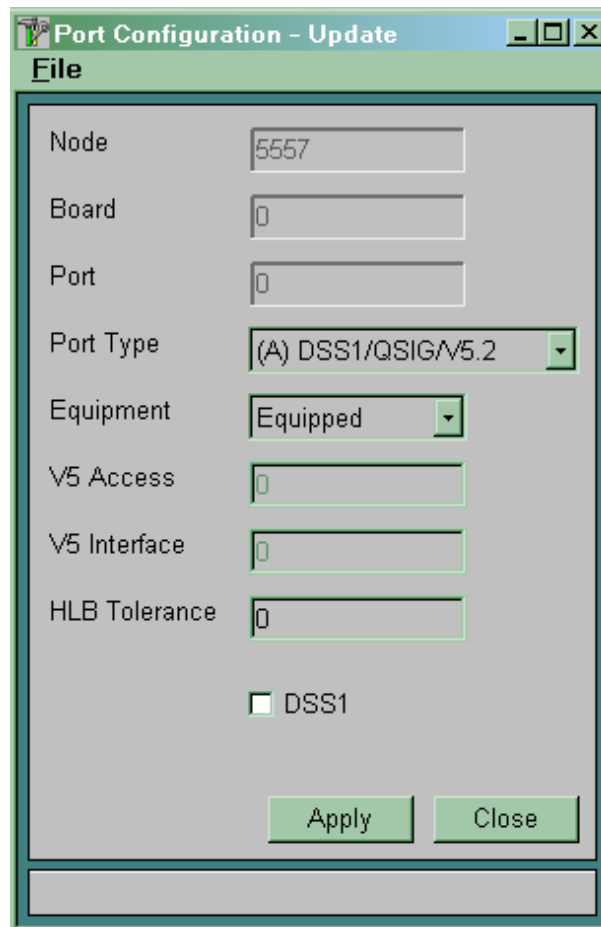 Port Configuration - Update
File
Node 5557
Board 0
Port 0
Port Type (A) DSS1/QSIG/V5.2
Equipment Equipped
V5 Access 0
V5 Interface 0
HLB Tolerance 0
DSS1
Apply Close